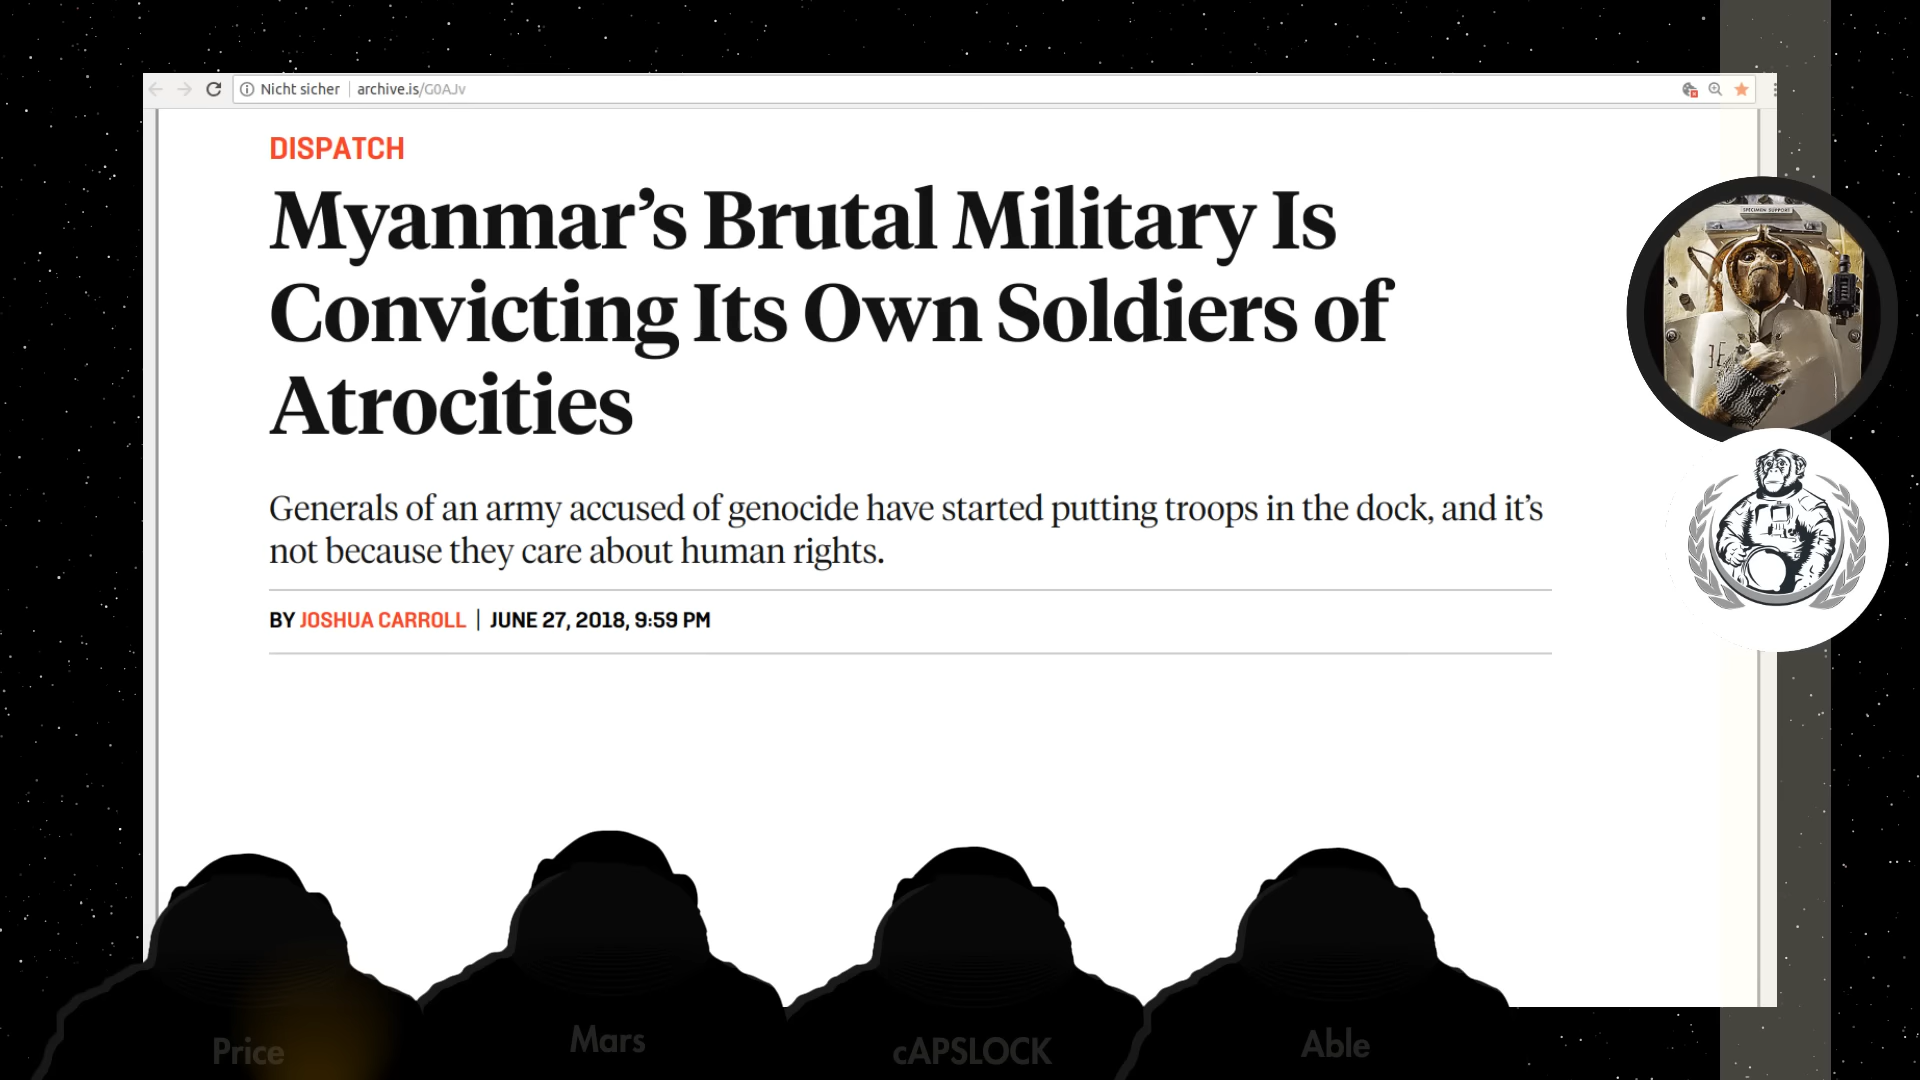 Nicht sicher archive.is/G0AJv
DISPATCH
SPECIMEN SUPPORT
Myanmar’s Brutal Military Is
Convicting Its Own Soldiers of
Atrocities
Generals of an army accused of genocide have started putting troops in the dock, and it’s
not because they care about human rights.
BY JOSHUA CARROLL | JUNE 27, 2018, 9:59 PM
Price
Mars
cAPSLOCK
Able